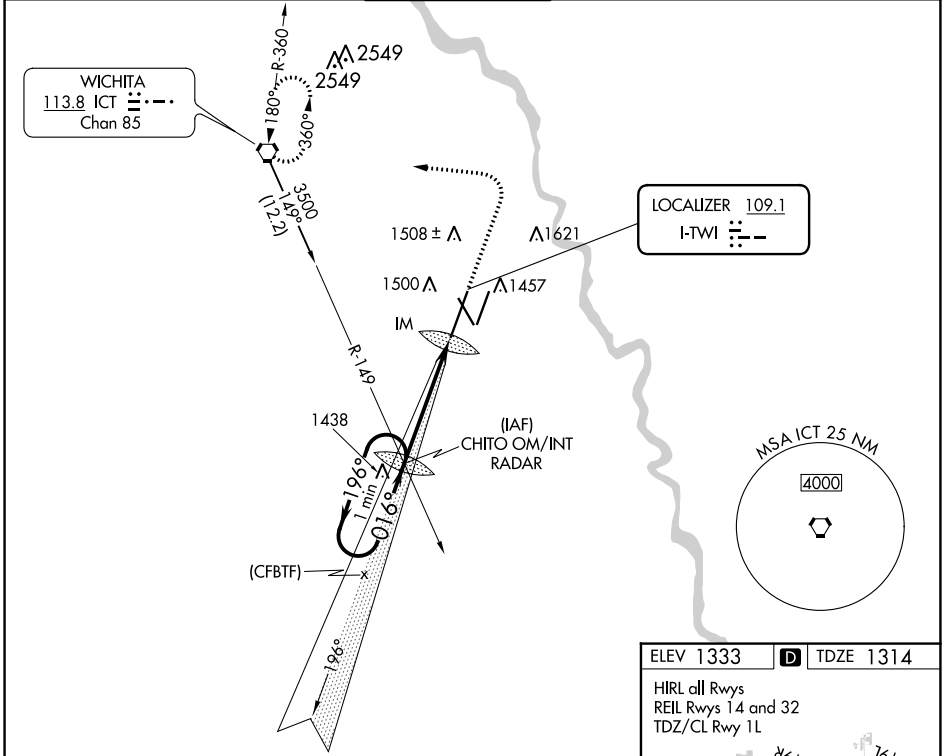 R-360
2549
2549
WICHITA
113.8 ICT
Chan 85
180°
360°
3500
149°
(12.2)
LOCALIZER 109.1
I-TWI
1508 ±
1621
1500
1457
IM
R-149
1438
(IAF)
CHITO OM/INT
RADAR
MSA ICT 25 NM
4000
196°
1 min
016°
(CFBTF)
x
196°
ELEV 1333 D TDZE 1314
HIRL all Rwys
REIL Rwys 14 and 32
TDZ/CL Rwy 1L